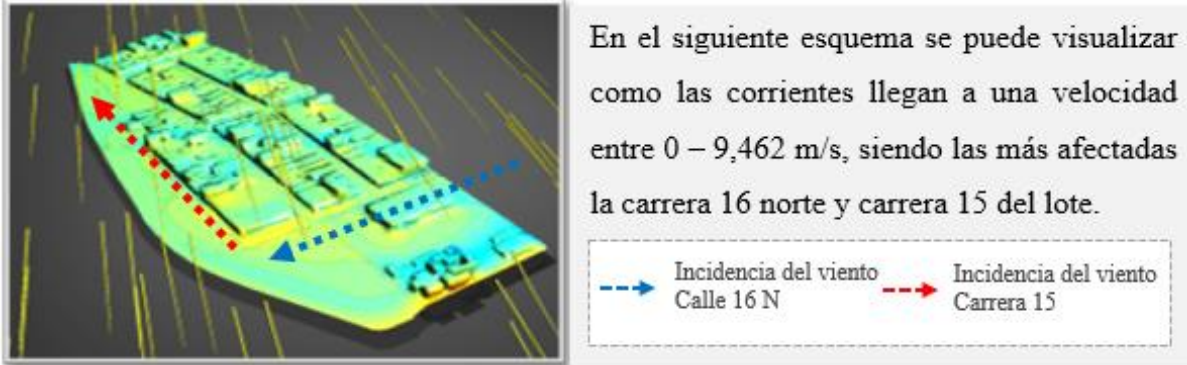 En el siguiente esquema se puede visualizar
como las corrientes llegan a una velocidad
entre 0 – 9,462 m/s, siendo las más afectadas
la carrera 16 norte y carrera 15 del lote.
Incidencia del viento
Calle 16 N
Incidencia del viento
Carrera 15